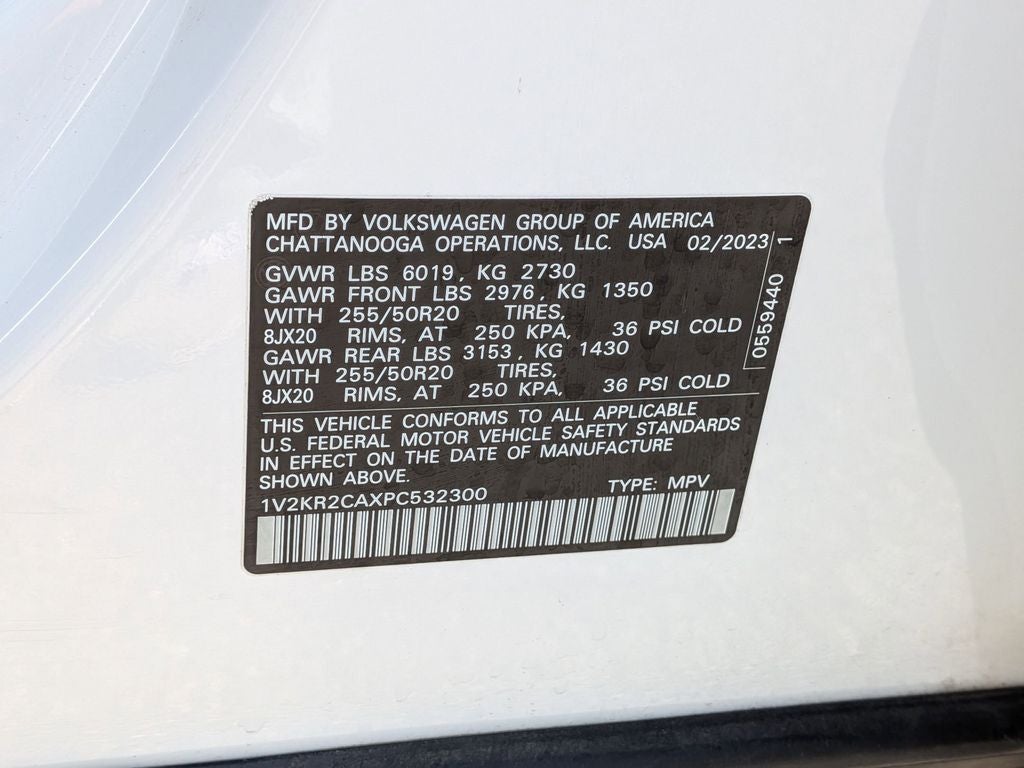 MFD BY VOLKSWAGEN GROUP OF AMERICA
CHATTANOOGA OPERATIONS, LLC. USA 02/2023
GVWR LBS 6019, KG 2730
GAWR FRONT LBS 2976, KG 1350
WITH 255/50R20 TIRES,
8JX20 RIMS, AT 250 KPA, 36 PSI COLD
GAWR REAR LBS 3153, KG 1430
WITH 255/50R20 TIRES,
8JX20 RIMS, AT 250 KPA, 36 PSI COLD
0559440 1
THIS VEHICLE CONFORMS TO ALL APPLICABLE
U.S. FEDERAL MOTOR VEHICLE SAFETY STANDARDS
IN EFFECT ON THE DATE OF MANUFACTURE
SHOWN ABOVE.
1V2KR2CAXPC532300 TYPE: MPV